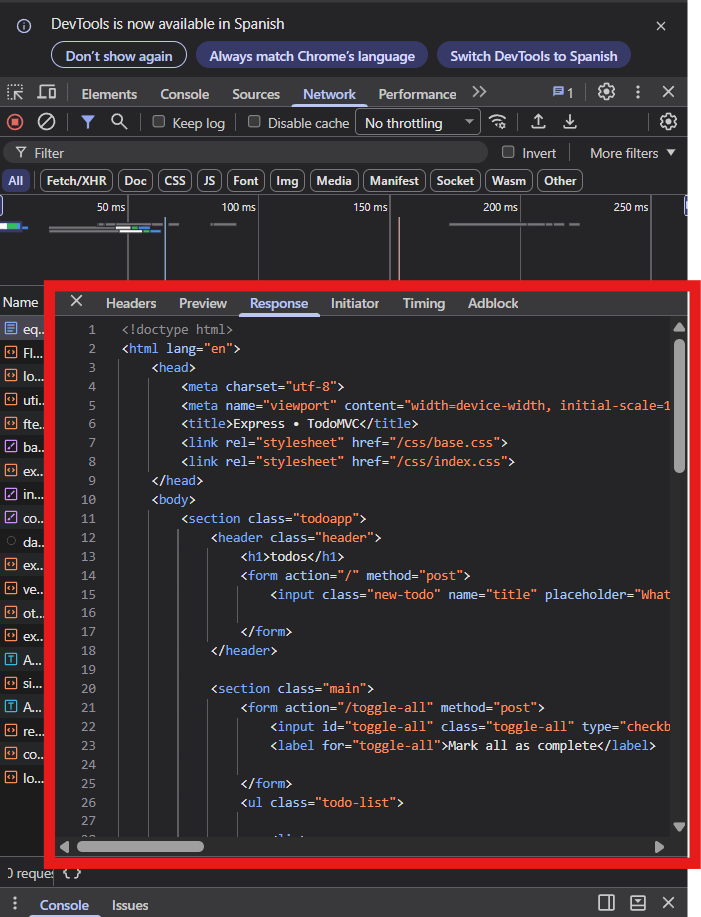 DevTools is now available in Spanish
Don't show again Always match Chrome's language Switch DevTools to Spanish
Elements Console Sources Network Performance 1
Keep log Disable cache No throttling
Filter Invert More filters
All Fetch/XHR Doc CSS JS Font Img Media Manifest Socket Wasm Other
50 ms 100 ms 150 ms 200 ms 250 ms
Name Headers Preview Response Initiator Timing Adblock
eq...
Fl...
lo...
uti...
fte...
ba...
ex...
in...
co...
da...
ex...
ve...
ot...
ex...
A...
si...
A...
re...
co...
lo...
1 <!doctype html>
2 <html lang="en">
3 <head>
4 <meta charset="utf-8">
5 <meta name="viewport" content="width=device-width, initial-scale=1
6 <title>Express • TodoMVC</title>
7 <link rel="stylesheet" href="/css/base.css">
8 <link rel="stylesheet" href="/css/index.css">
9 </head>
10 <body>
11 <section class="todoapp">
12 <header class="header">
13 <h1>todos</h1>
14 <form action="/" method="post">
15 <input class="new-todo" name="title" placeholder="What
16
17 </form>
18 </header>
19
20 <section class="main">
21 <form action="/toggle-all" method="post">
22 <input id="toggle-all" class="toggle-all" type="checkb
23 <label for="toggle-all">Mark all as complete</label>
24
25 </form>
26 <ul class="todo-list">
27
0 reques { }
Console Issues